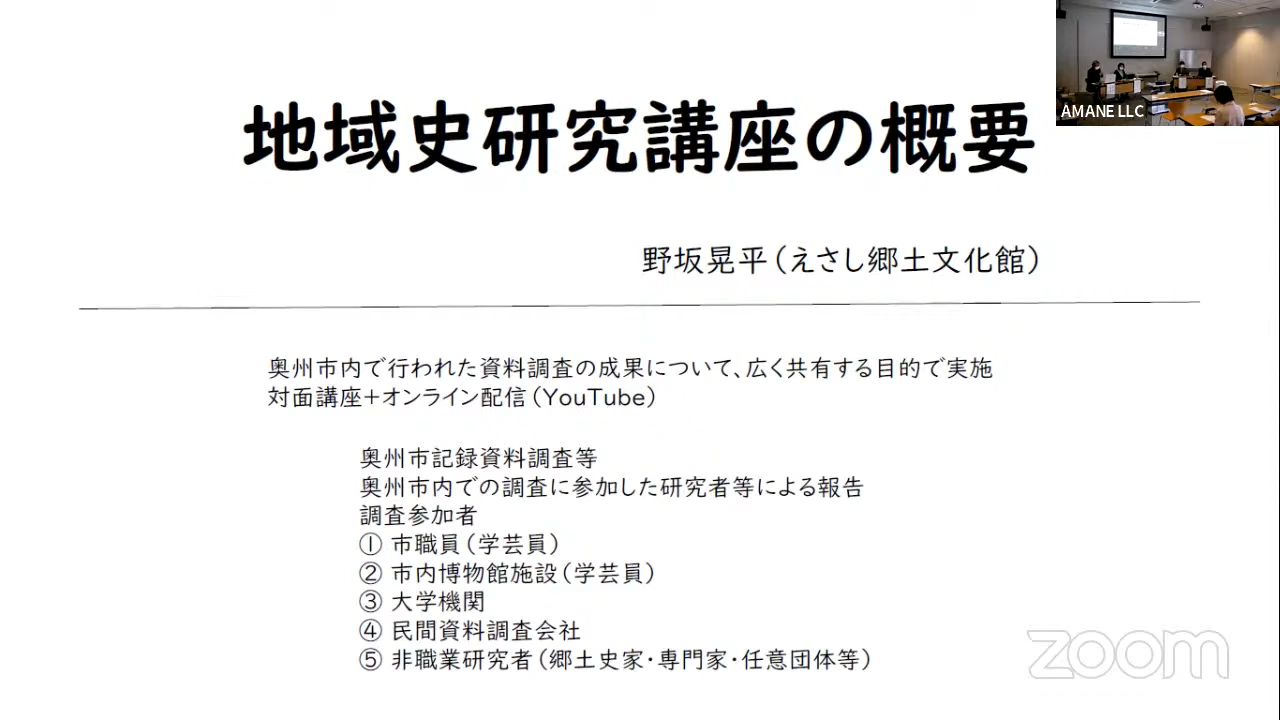 地域史研究講座の概要
AMANE LLC
野坂晃平（えさし郷土文化館）
奥州市内で行われた資料調査の成果について、広く共有する目的で実施
対面講座＋オンライン配信（YouTube）
奥州市記録資料調査等
奥州市内での調査に参加した研究者等による報告
調査参加者
① 市職員（学芸員）
② 市内博物館施設（学芸員）
③ 大学機関
④ 民間資料調査会社
⑤ 非職業研究者（郷土史家・専門家・任意団体等）
zoom